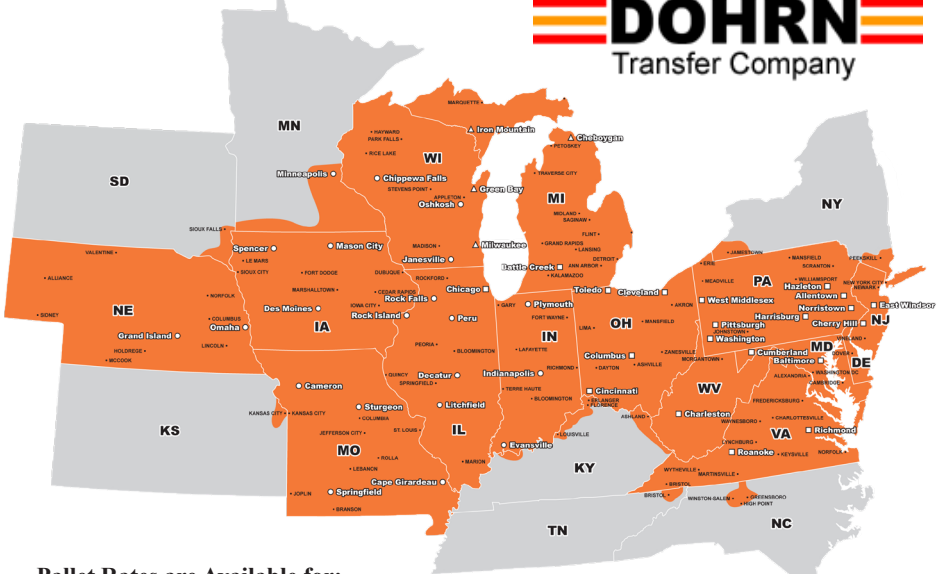 DOHRN
Transfer Company
MN
SD
WI
MI
NY
NE
IA
PA
NJ
MD
DE
OH
IN
IL
WV
VA
KS
MO
KY
TN
NC
MARQUETTE
Iron Mountain
Cheboygan
PETOSKEY
HAYWARD
PARK FALLS
RICE LAKE
Minneapolis
Chippewa Falls
TRAVERSE CITY
STEVENS POINT
Green Bay
APPLETON
Oshkosh
MIDLAND
SAGINAW
SIOUX FALLS
FLINT
Spencer
Mason City
MADISON
Milwaukee
GRAND RAPIDS
LANSING
JAMESTOWN
VALENTINE
LE MARS
Janesville
DETROIT
ERIE
MANSFIELD
PEEKSKILL
SCRANTON
SIOUX CITY
FORT DODGE
DUBUQUE
ROCKFORD
Battle Creek
ANN ARBOR
KALAMAZOO
ALLIANCE
MEADVILLE
WILLIAMSPORT
NEW YORK CITY
NEWARK
Hazleton
MARSHALLTOWN
CEDAR RAPIDS
Chicago
Toledo
Cleveland
Allentown
NORFOLK
Rock Falls
West Middlesex
East Windsor
IOWA CITY
GARY
Plymouth
AKRON
Norristown
SIDNEY
Des Moines
Rock Island
Peru
FORT WAYNE
Harrisburg
COLUMBUS
LIMA
MANSFIELD
Pittsburgh
Cherry Hill
Omaha
JOHNSTOWN
Grand Island
Washington
VINELAND
LINCOLN
PEORIA
BLOOMINGTON
LAFAYETTE
Columbus
ZANESVILLE
Cumberland
HOLDREGE
MORGANTOWN
Baltimore
DOVER
MCCOOK
ASHVILLE
RICHMOND
DAYTON
QUINCY
Decatur
Indianapolis
WASHINGTON DC
ALEXANDRIA
SPRINGFIELD
CAMBRIDGE
Cameron
TERRE HAUTE
Cincinnati
BLOOMINGTON
ERLANGER
FLORENCE
FREDERICKSBURG
Sturgeon
Litchfield
KANSAS CITY
KANSAS CITY
COLUMBIA
ASHLAND
Charleston
CHARLOTTESVILLE
WAYNESBORO
JEFFERSON CITY
ST. LOUIS
LOUISVILLE
Richmond
Evansville
LYNCHBURG
Roanoke
KEYSVILLE
NORFOLK
ROLLA
MARION
LEBANON
WYTHEVILLE
MARTINSVILLE
Cape Girardeau
BRISTOL
JOPLIN
Springfield
BRISTOL
WINSTON-SALEM
GREENSBORO
HIGH POINT
BRANSON
Pallet Rates are Available for: